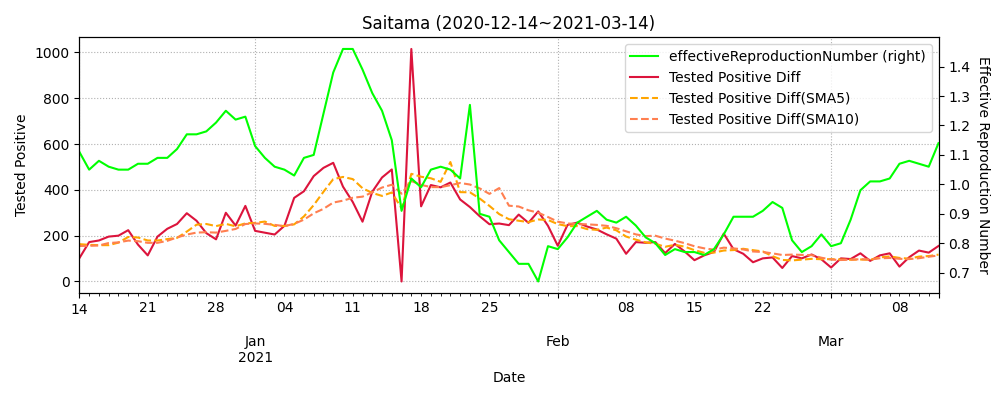 Saitama (2020-12-14~2021-03-14)
effectiveReproductionNumber (right)
Tested Positive Diff
Tested Positive Diff(SMA5)
Tested Positive Diff(SMA10)
Tested Positive
1000
800
600
400
200
0
Effective Reproduction Number
1.4
1.3
1.2
1.1
1.0
0.9
0.8
0.7
14 21 28 04 11 18 25 08 15 22 08
Jan Feb Mar
2021
Date